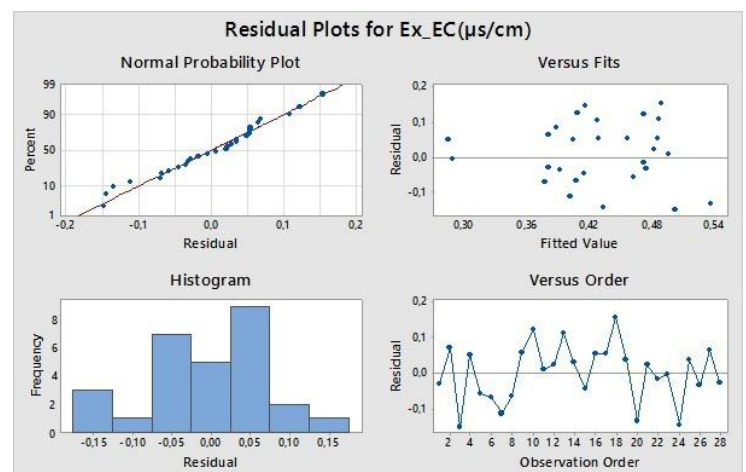 Residual Plots for Ex_EC(µs/cm)
Normal Probability Plot
99
90
50
10
1
Percent
-0,2 -0,1 0,0 0,1 0,2
Residual
Versus Fits
0,2
0,1
0,0
-0,1
Residual
0,30 0,36 0,42 0,48 0,54
Fitted Value
Histogram
8
6
4
2
0
Frequency
-0,15 -0,10 -0,05 0,00 0,05 0,10 0,15
Residual
Versus Order
0,2
0,1
0,0
-0,1
Residual
2 4 6 8 10 12 14 16 18 20 22 24 26 28
Observation Order